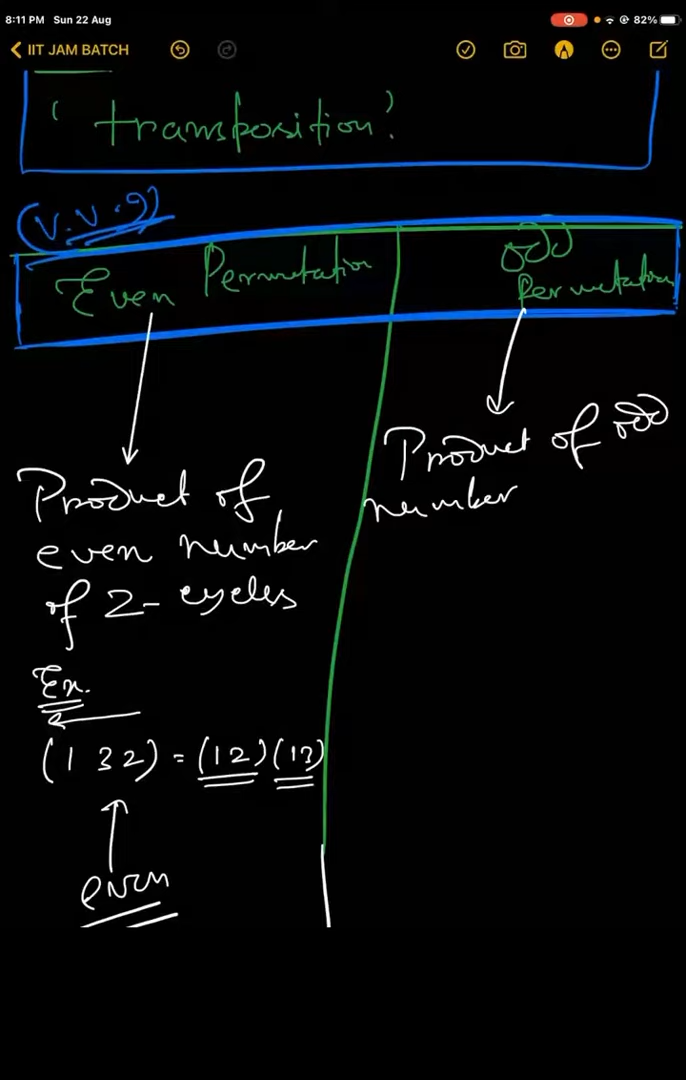 8:11 PM Sun 22 Aug
82%
IIT JAM BATCH
'transposition'.
(V.V.9)
Even Permutation
odd Permutation
Product of even number of 2-cycles
Product of odd number
Ex.
(1 3 2) = (1 2)(1 3)
even